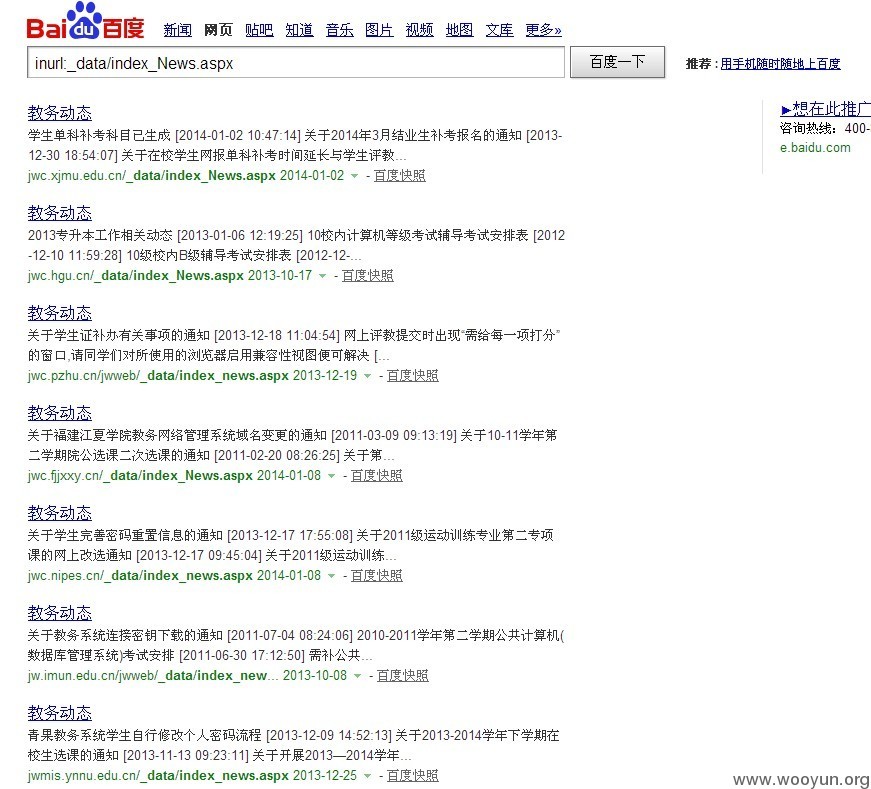 Bai du 百度
新闻 网页 贴吧 知道 音乐 图片 视频 地图 文库 更多»
inurl:_data/index_News.aspx
百度一下
推荐 : 用手机随时随地上百度
教务动态
学生单科补考科目已生成 [2014-01-02 10:47:14] 关于2014年3月结业生补考报名的通知 [2013-
12-30 18:54:07] 关于在校学生网报单科补考时间延长与学生评教...
jwc.xjmu.edu.cn/_data/index_News.aspx 2014-01-02 - 百度快照
▶想在此推广
咨询热线：400-
e.baidu.com
教务动态
2013专升本工作相关动态 [2013-01-06 12:19:25] 10校内计算机等级考试辅导考试安排表 [2012
-12-10 11:59:28] 10级校内B级辅导考试安排表 [2012-12-...
jwc.hgu.cn/_data/index_News.aspx 2013-10-17 - 百度快照
教务动态
关于学生证补办有关事项的通知 [2013-12-18 11:04:54] 网上评教提交时出现“需给每一项打分”
的窗口,请同学们对所使用的浏览器启用兼容性视图便可解决 [...
jwc.pzhu.cn/jwweb/_data/index_news.aspx 2013-12-19 - 百度快照
教务动态
关于福建江夏学院教务网络管理系统域名变更的通知 [2011-03-09 09:13:19] 关于10-11学年第
二学期院公选课二次选课的通知 [2011-02-20 08:26:25] 关于第...
jwc.fjjxxy.cn/_data/index_News.aspx 2014-01-08 - 百度快照
教务动态
关于学生完善密码重置信息的通知 [2013-12-17 17:55:08] 关于2011级运动训练专业第二专项
课的网上改选通知 [2013-12-17 09:45:04] 关于2011级运动训练...
jwc.nipes.cn/_data/index_news.aspx 2014-01-08 - 百度快照
教务动态
关于教务系统连接密钥下载的通知 [2011-07-04 08:24:06] 2010-2011学年第二学期公共计算机(
数据库管理系统)考试安排 [2011-06-30 17:12:50] 需补公共...
jw.imun.edu.cn/jwweb/_data/index_new... 2013-10-08 - 百度快照
教务动态
青果教务系统学生自行修改个人密码流程 [2013-12-09 14:52:13] 关于2013-2014学年下学期在
校生选课的通知 [2013-11-13 09:23:11] 关于开展2013—2014学年...
jwmis.ynnu.edu.cn/_data/index_news.aspx 2013-12-25 - 百度快照
www.wooyun.org